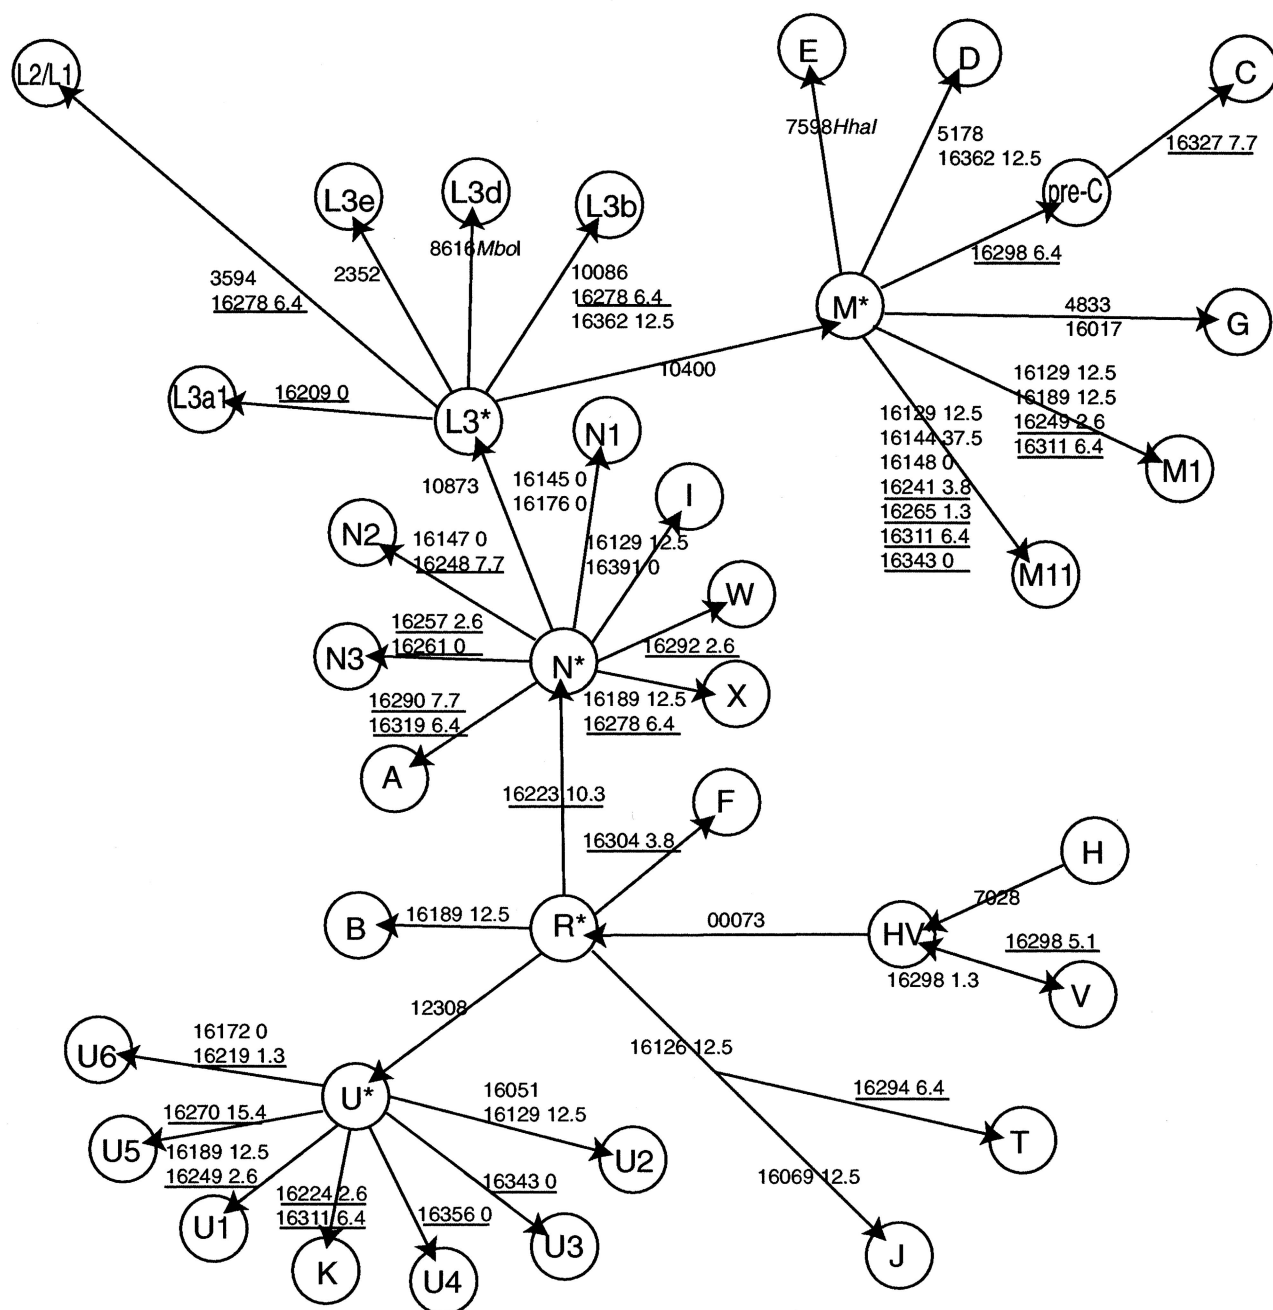 E
D
C
L2/L1
7598HhaI
5178
16362 12.5
16327 7.7
L3e
L3d
L3b
pre-C
8616MboI
16298 6.4
3594
16278 6.4
2352
10086
16278 6.4
16362 12.5
M*
4833
16017
G
10400
L3a1
16209 0
L3*
16129 12.5
16189 12.5
16249 2.6
16311 6.4
M1
16129 12.5
16144 37.5
16148 0
16241 3.8
16265 1.3
16311 6.4
16343 0
M11
N1
10873
16145 0
16176 0
I
N2
16147 0
16248 7.7
16129 12.5
16391 0
W
16257 2.6
16261 0
N3
N*
16292 2.6
16290 7.7
16319 6.4
16189 12.5
16278 6.4
X
A
16223 10.3
F
16304 3.8
H
7028
B
16189 12.5
R*
00073
HV
16298 5.1
16298 1.3
V
12308
16172 0
16219 1.3
U6
16126 12.5
U*
16051
16129 12.5
16294 6.4
16270 15.4
U5
16189 12.5
16249 2.6
U2
T
U1
16224 2.6
16311 6.4
16356 0
16343 0
16069 12.5
K
U4
U3
J